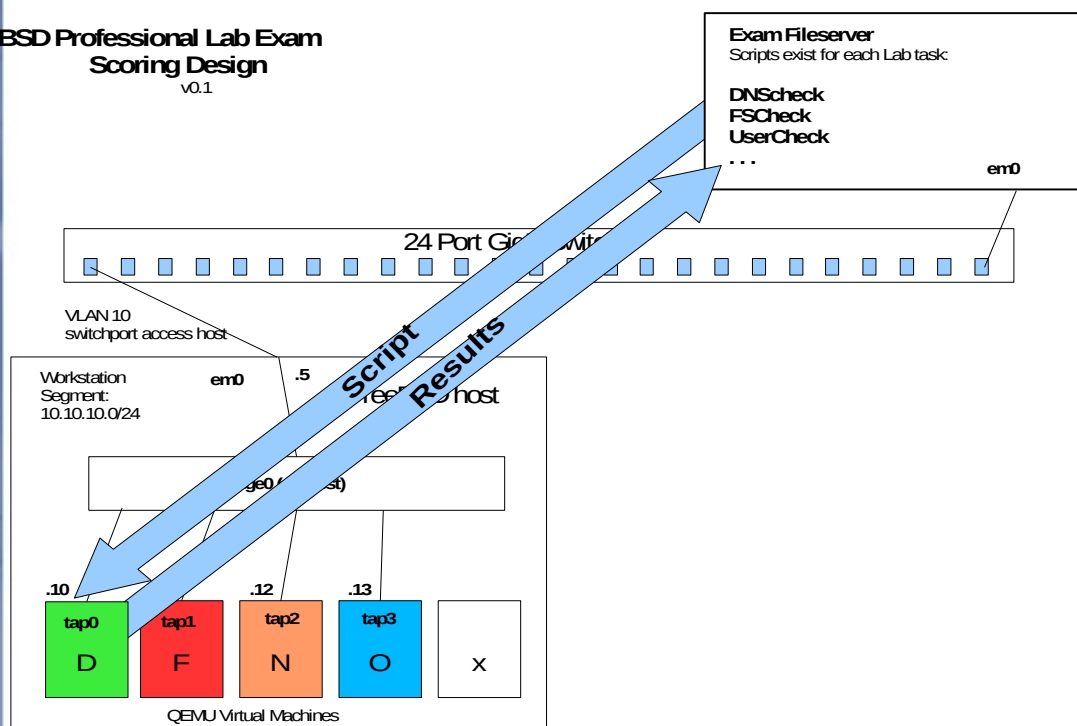 BSD Professional Lab Exam
Scoring Design
v0.1
Exam Fileserver
Scripts exist for each Lab task:
DNScheck
FSCheck
UserCheck
. . .
em0
24 Port
VLAN 10
switchport access host
Script
Results
Workstation
Segment:
10.10.10.0/24
em0
.5
host
.10
.12
.13
tap0
tap1
tap2
tap3
D
F
N
O
x
QEMU Virtual Machines